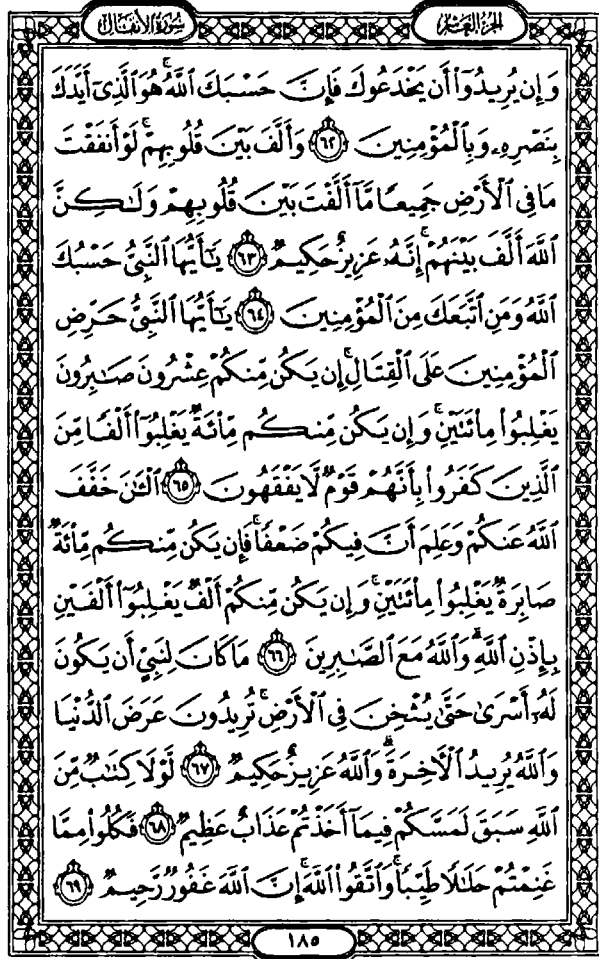 الجزء العاشر
سورة الأنفال
وَإِن يُرِيدُوٓا۟ أَن يَخْدَعُوكَ فَإِنَّ حَسْبَكَ ٱللَّهُ ۚ هُوَ ٱلَّذِىٓ أَيَّدَكَ
بِنَصْرِهِۦ وَبِٱلْمُؤْمِنِينَ ٦٢ وَأَلَّفَ بَيْنَ قُلُوبِهِمْ ۚ لَوْ أَنفَقْتَ
مَا فِى ٱلْأَرْضِ جَمِيعًا مَّآ أَلَّفْتَ بَيْنَ قُلُوبِهِمْ وَلَـٰكِنَّ
ٱللَّهَ أَلَّفَ بَيْنَهُمْ ۚ إِنَّهُۥ عَزِيزٌ حَكِيمٌ ٦٣ يَـٰٓأَيُّهَا ٱلنَّبِىُّ حَسْبُكَ
ٱللَّهُ وَمَنِ ٱتَّبَعَكَ مِنَ ٱلْمُؤْمِنِينَ ٦٤ يَـٰٓأَيُّهَا ٱلنَّبِىُّ حَرِّضِ
ٱلْمُؤْمِنِينَ عَلَى ٱلْقِتَالِ ۚ إِن يَكُن مِّنكُمْ عِشْرُونَ صَـٰبِرُونَ
يَغْلِبُوا۟ مِا۟ئَتَيْنِ ۚ وَإِن يَكُن مِّنكُم مِّا۟ئَةٌ يَغْلِبُوٓا۟ أَلْفًا مِّنَ
ٱلَّذِينَ كَفَرُوا۟ بِأَنَّهُمْ قَوْمٌ لَّا يَفْقَهُونَ ٦٥ ٱلْـَٔـٰنَ خَفَّفَ
ٱللَّهُ عَنكُمْ وَعَلِمَ أَنَّ فِيكُمْ ضَعْفًا ۚ فَإِن يَكُن مِّنكُم مِّا۟ئَةٌ
صَابِرَةٌ يَغْلِبُوا۟ مِا۟ئَتَيْنِ ۚ وَإِن يَكُن مِّنكُمْ أَلْفٌ يَغْلِبُوٓا۟ أَلْفَيْنِ
بِإِذْنِ ٱللَّهِ ۗ وَٱللَّهُ مَعَ ٱلصَّـٰبِرِينَ ٦٦ مَا كَانَ لِنَبِىٍّ أَن يَكُونَ
لَهُۥٓ أَسْرَىٰ حَتَّىٰ يُثْخِنَ فِى ٱلْأَرْضِ ۚ تُرِيدُونَ عَرَضَ ٱلدُّنْيَا
وَٱللَّهُ يُرِيدُ ٱلْـَٔاخِرَةَ ۗ وَٱللَّهُ عَزِيزٌ حَكِيمٌ ٦٧ لَّوْلَا كِتَـٰبٌ مِّنَ
ٱللَّهِ سَبَقَ لَمَسَّكُمْ فِيمَآ أَخَذْتُمْ عَذَابٌ عَظِيمٌ ٦٨ فَكُلُوا۟ مِمَّا
غَنِمْتُمْ حَلَـٰلًا طَيِّبًا ۚ وَٱتَّقُوا۟ ٱللَّهَ ۚ إِنَّ ٱللَّهَ غَفُورٌ رَّحِيمٌ ٦٩
١٨٥